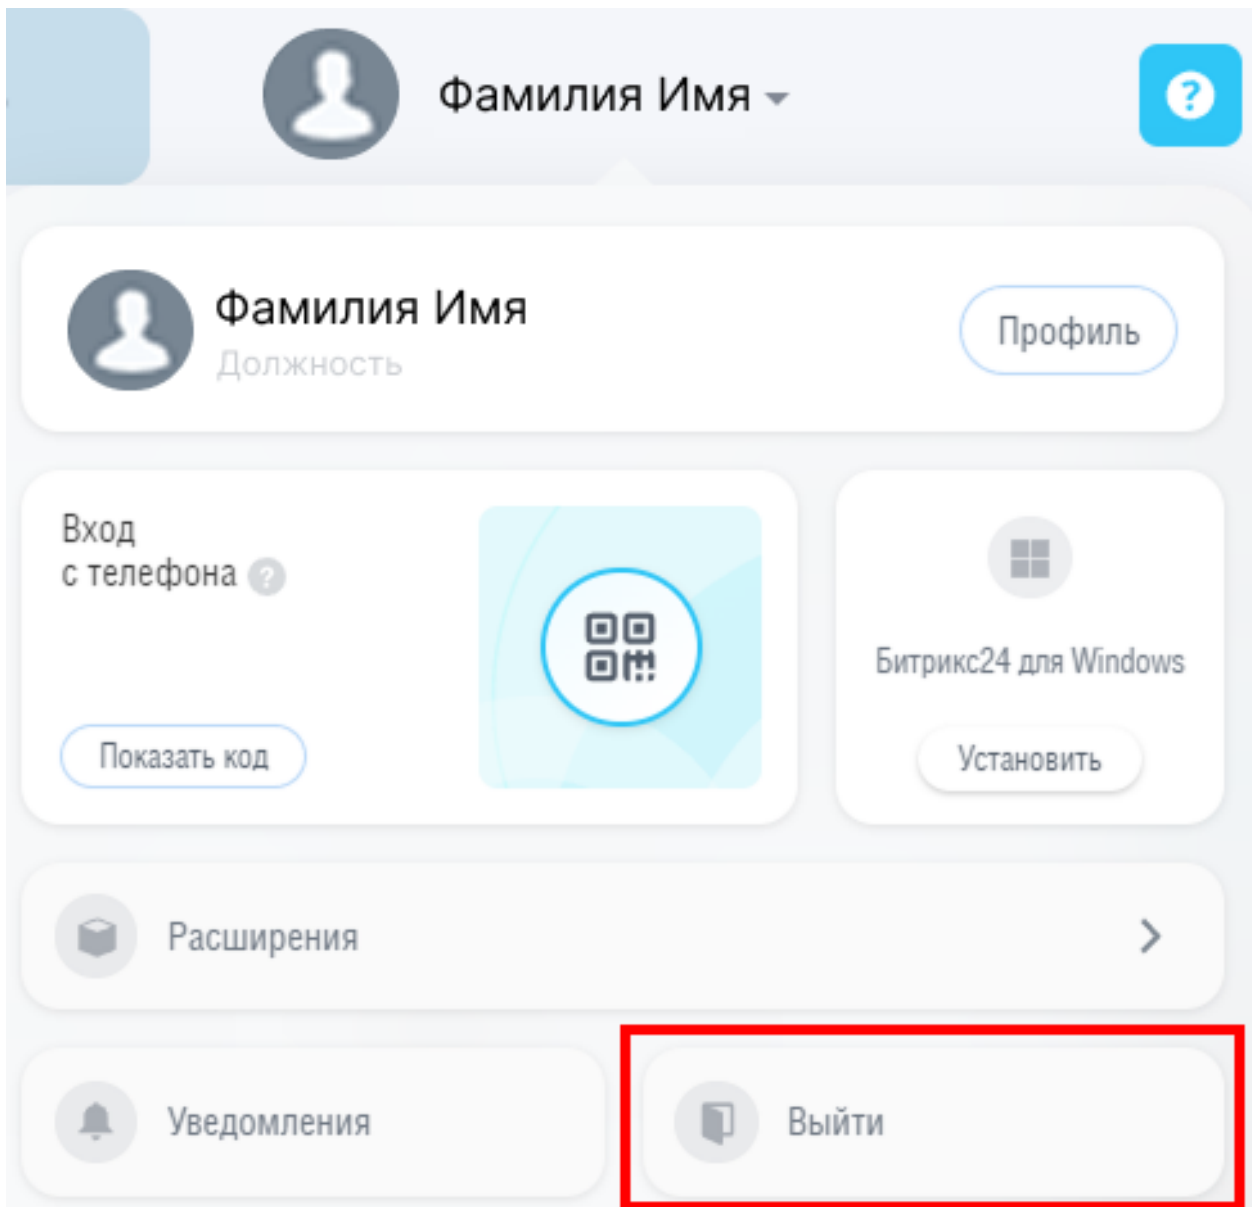 Фамилия Имя
Фамилия Имя
Должность
Профиль
Вход
с телефона
Показать код
Битрикс24 для Windows
Установить
Расширения
Уведомления
Выйти